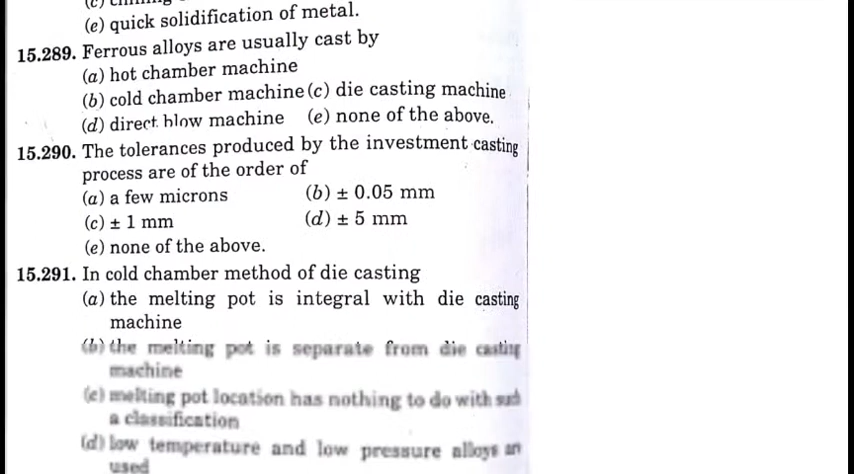 (e) quick solidification of metal.
15.289. Ferrous alloys are usually cast by
(a) hot chamber machine
(b) cold chamber machine (c) die casting machine
(d) direct blow machine (e) none of the above.
15.290. The tolerances produced by the investment casting
process are of the order of
(a) a few microns (b) ± 0.05 mm
(c) ± 1 mm (d) ± 5 mm
(e) none of the above.
15.291. In cold chamber method of die casting
(a) the melting pot is integral with die casting
machine
(b) the melting pot is separate from die casting
machine
(c) melting pot location has nothing to do with such
a classification
(d) low temperature and low pressure alloys
used